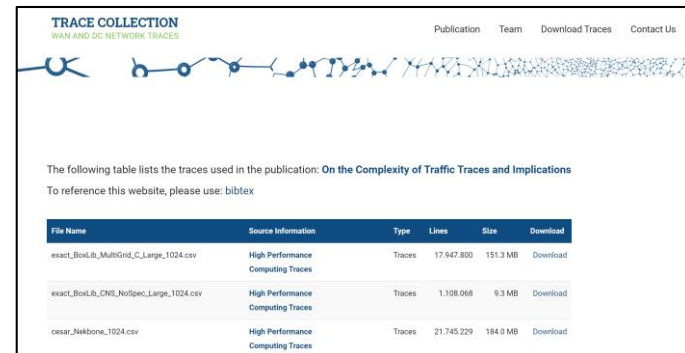 TRACE COLLECTION
WAN AND DC NETWORK TRACES
Publication Team Download Traces Contact Us
The following table lists the traces used in the publication: On the Complexity of Traffic Traces and Implications
To reference this website, please use: bibtex
File Name Source Information Type Lines Size Download
exact_BoxLib_MultiGrid_C_Large_1024.csv High Performance Traces 17.947.800 151.3 MB Download
Computing Traces
exact_BoxLib_CNS_NoSpec_Large_1024.csv High Performance Traces 1.108.068 9.3 MB Download
Computing Traces
cesar_Nekbone_1024.csv High Performance Traces 21.745.229 184.0 MB Download
Computing Traces